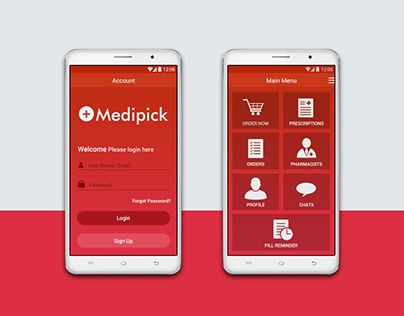 12:06
Account
Medipick
Welcome Please login here
User Name/ Email
Password
Forgot Password?
Login
Sign Up
12:06
Main Menu
ORDER NOW
PRESCRIPTIONS
ORDERS
PHARMACISTS
PROFILE
CHATS
PILL REMINDER